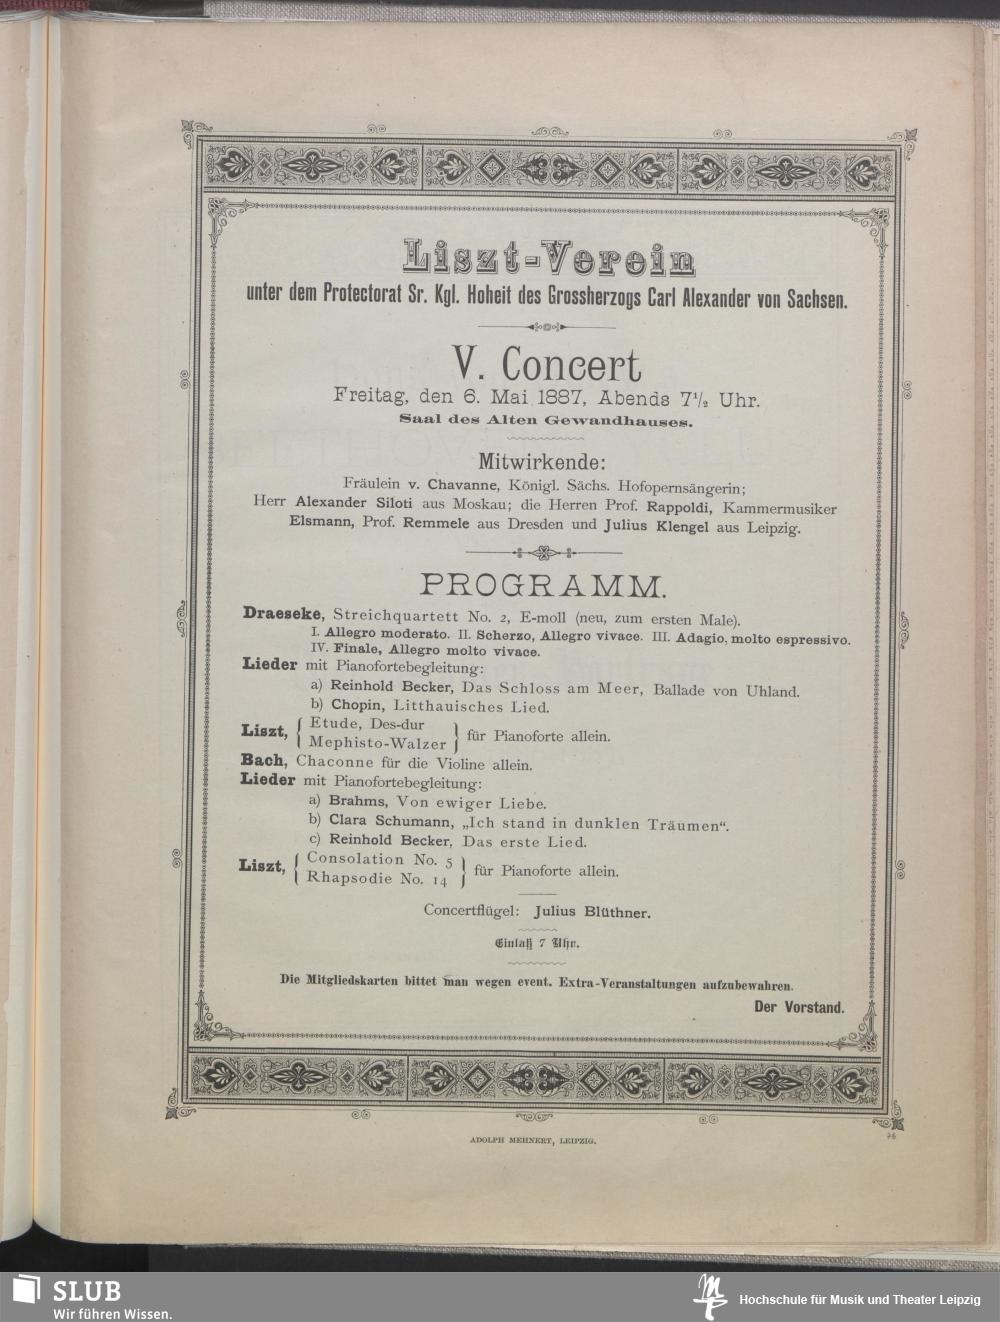 Liszt-Verein
unter dem Protectorat Sr. Kgl. Hoheit des Grossherzogs Carl Alexander von Sachsen.
V. Concert
Freitag, den 6. Mai 1887, Abends 7½ Uhr.
Saal des Alten Gewandhauses.
Mitwirkende:
Fräulein v. Chavanne, Königl. Sächs. Hofopernsängerin;
Herr Alexander Siloti aus Moskau; die Herren Prof. Rappoldi, Kammermusiker
Elsmann, Prof. Remmele aus Dresden und Julius Klengel aus Leipzig.
PROGRAMM.
Draeseke, Streichquartett No. 2, E-moll (neu, zum ersten Male).
I. Allegro moderato. II. Scherzo, Allegro vivace. III. Adagio, molto espressivo.
IV. Finale, Allegro molto vivace.
Lieder mit Pianofortebegleitung:
a) Reinhold Becker, Das Schloss am Meer, Ballade von Uhland.
b) Chopin, Litthauisches Lied.
Liszt, { Etude, Des-dur
Mephisto-Walzer } für Pianoforte allein.
Bach, Chaconne für die Violine allein.
Lieder mit Pianofortebegleitung:
a) Brahms, Von ewiger Liebe.
b) Clara Schumann, „Ich stand in dunklen Träumen“.
c) Reinhold Becker, Das erste Lied.
Liszt, { Consolation No. 5
Rhapsodie No. 14 } für Pianoforte allein.
Concertflügel: Julius Blüthner.
Einlaß 7 Uhr.
Die Mitgliedskarten bittet man wegen event. Extra-Veranstaltungen aufzubewahren.
Der Vorstand.
ADOLPH MEHNERT, LEIPZIG.
76
SLUB
Wir führen Wissen.
Hochschule für Musik und Theater Leipzig